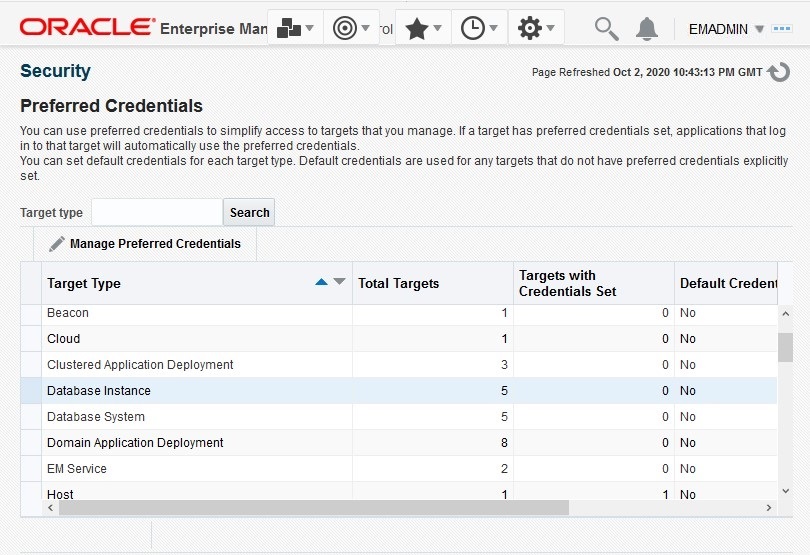 ORACLE® Enterprise Man rol EMADMIN
Security
Page Refreshed Oct 2, 2020 10:43:13 PM GMT
Preferred Credentials
You can use preferred credentials to simplify access to targets that you manage. If a target has preferred credentials set, applications that log
in to that target will automatically use the preferred credentials.
You can set default credentials for each target type. Default credentials are used for any targets that do not have preferred credentials explicitly
set.
Target type Search
Manage Preferred Credentials
Target Type Total Targets Targets with Credentials Set Default Credent
Beacon 1 0 No
Cloud 1 0 No
Clustered Application Deployment 3 0 No
Database Instance 5 0 No
Database System 5 0 No
Domain Application Deployment 8 0 No
EM Service 2 0 No
Host 1 1 No